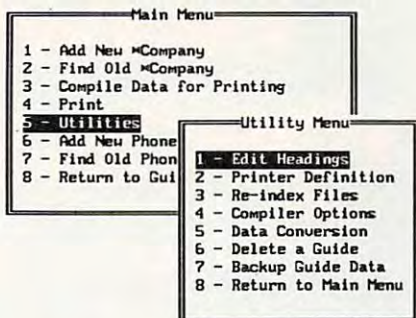 Main Menu
1 - Add New *Company
2 - Find Old *Company
3 - Compile Data for Printing
4 - Print
5 - Utilities
6 - Add New Phone
7 - Find Old Phon
8 - Return to Gui
Utility Menu
1 - Edit Headings
2 - Printer Definition
3 - Re-index Files
4 - Compiler Options
5 - Data Conversion
6 - Delete a Guide
7 - Backup Guide Data
8 - Return to Main Menu